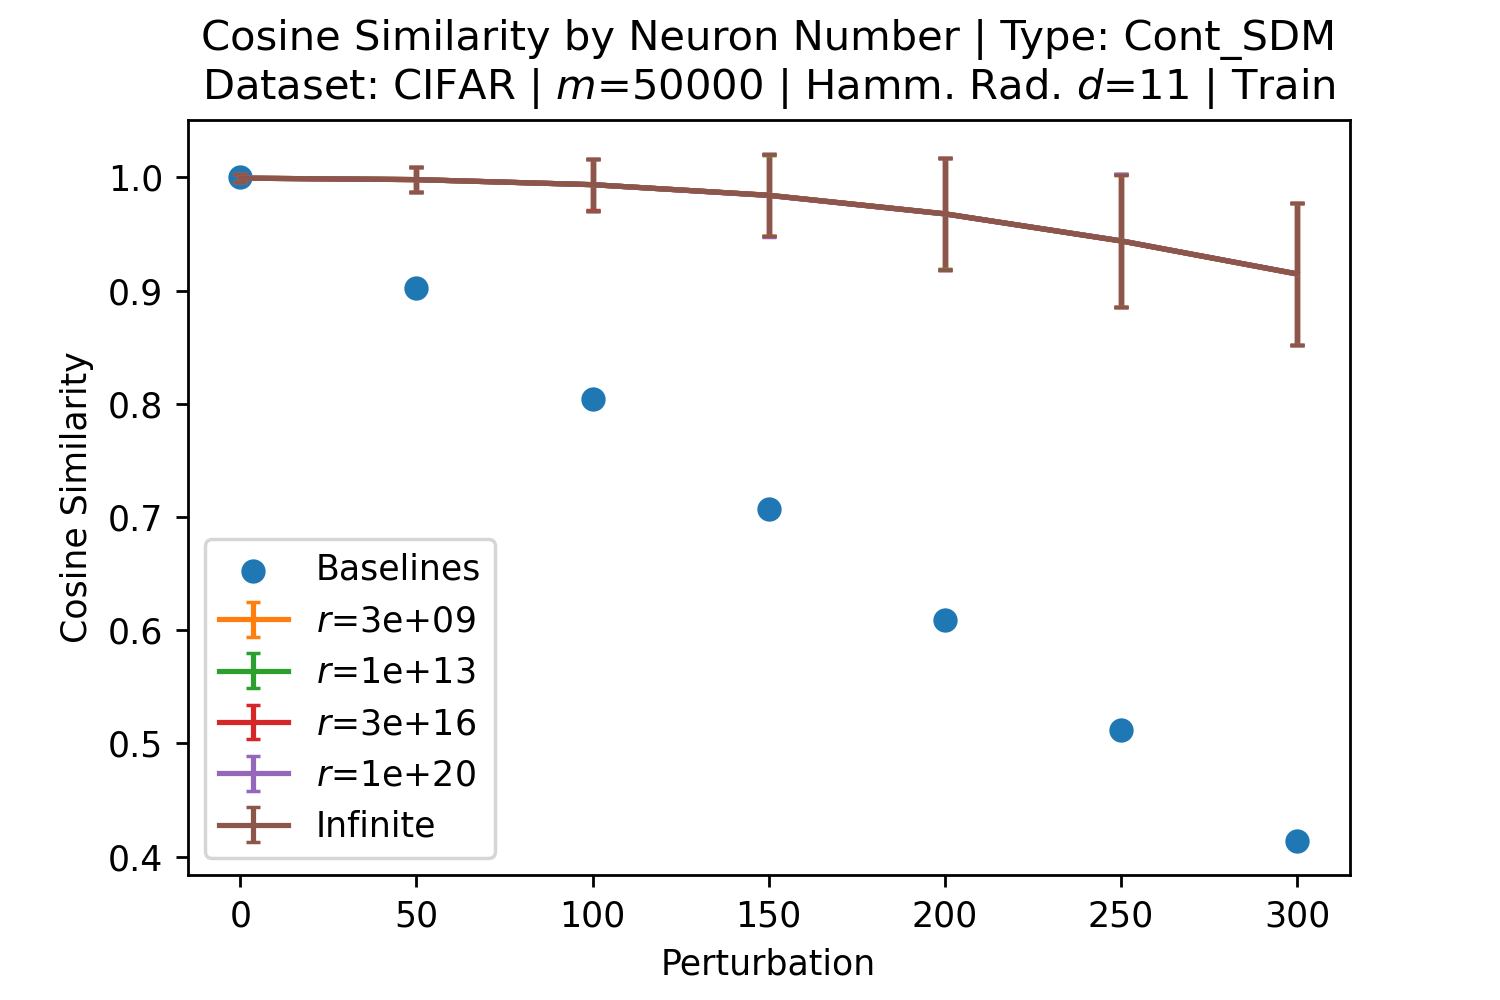 Cosine Similarity by Neuron Number | Type: Cont_SDM
Dataset: CIFAR | m=50000 | Hamm. Rad. d=11 | Train
Cosine Similarity
1.0
0.9
0.8
0.7
0.6
0.5
0.4
Baselines
r=3e+09
r=1e+13
r=3e+16
r=1e+20
Infinite
0 50 100 150 200 250 300
Perturbation